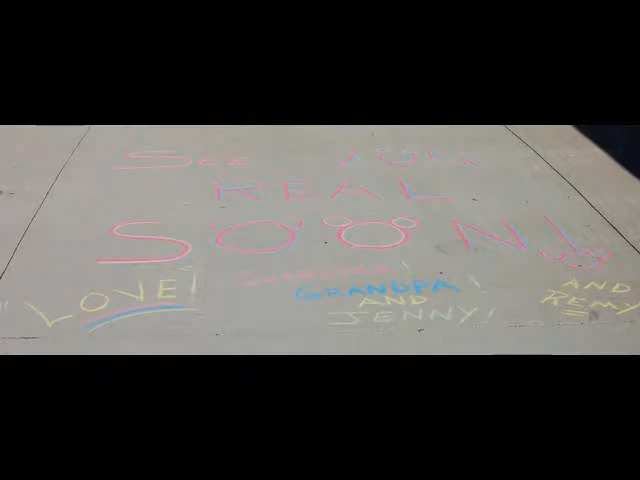 See YOU
REAL
SOON!
LOVE!
GRANDPA!
AND
JENNY!
AND
REMY